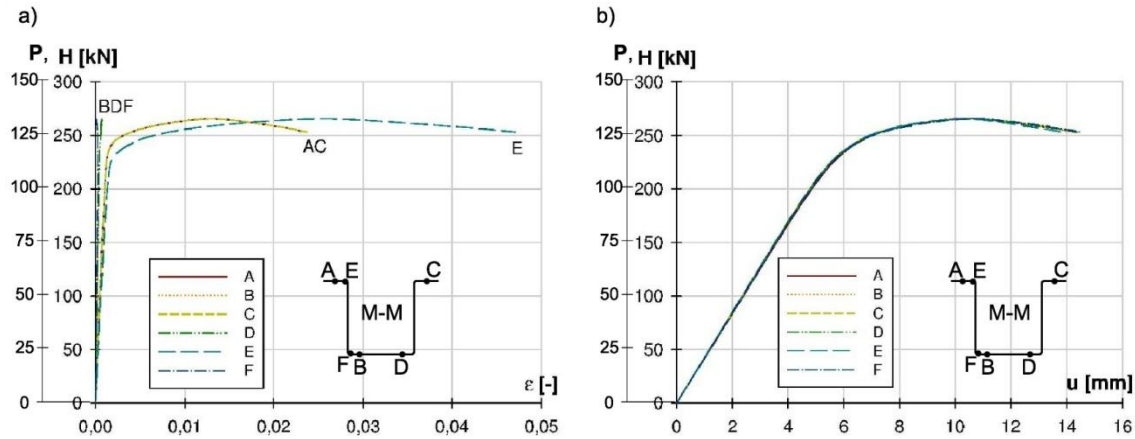 a)
P, H [kN]
150 300
125 250
100 200
75 150
50 100
25 50
0 0
BDF
AC
E
A
B
C
D
E
F
A E C
M-M
F B D
ε [-]
0,00 0,01 0,02 0,03 0,04 0,05
b)
P, H [kN]
150 300
125 250
100 200
75 150
50 100
25 50
0 0
A
B
C
D
E
F
A E C
M-M
F B D
u [mm]
0 2 4 6 8 10 12 14 16